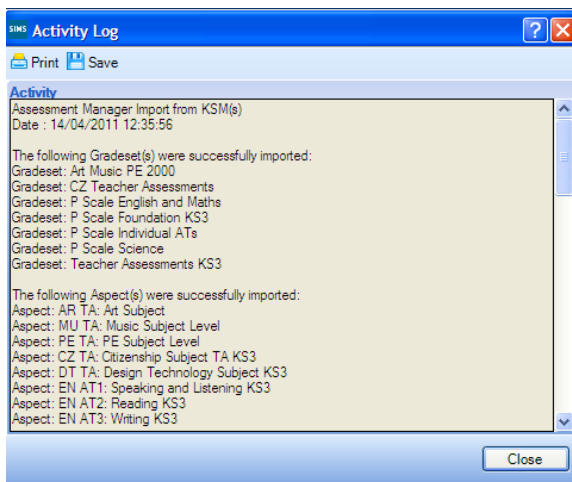 SIMS Activity Log
Print Save
Activity
Assessment Manager Import from KSM(s)
Date : 14/04/2011 12:35:56
The following Gradeset(s) were successfully imported:
Gradeset: Art Music PE 2000
Gradeset: CZ Teacher Assessments
Gradeset: P Scale English and Maths
Gradeset: P Scale Foundation KS3
Gradeset: P Scale Individual ATs
Gradeset: P Scale Science
Gradeset: Teacher Assessments KS3
The following Aspect(s) were successfully imported:
Aspect: AR TA: Art Subject
Aspect: MU TA: Music Subject Level
Aspect: PE TA: PE Subject Level
Aspect: CZ TA: Citizenship Subject TA KS3
Aspect: DT TA: Design Technology Subject KS3
Aspect: EN AT1: Speaking and Listening KS3
Aspect: EN AT2: Reading KS3
Aspect: EN AT3: Writing KS3
Close